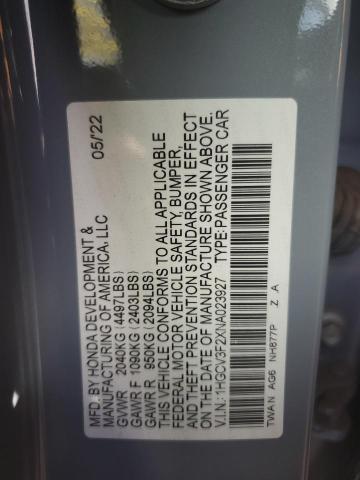 MFD. BY HONDA DEVELOPMENT & 05/22
MANUFACTURING OF AMERICA, LLC
GVWR 2040KG (4497LBS)
GAWR F 1090KG (2403LBS)
GAWR R 950KG (2094LBS)
THIS VEHICLE CONFORMS TO ALL APPLICABLE
FEDERAL MOTOR VEHICLE SAFETY, BUMPER,
AND THEFT PREVENTION STANDARDS IN EFFECT
ON THE DATE OF MANUFACTURE SHOWN ABOVE.
V.I.N.: 1HGCV3F2XNA023927 TYPE: PASSENGER CAR
TWAN AG6 NH877P Z A